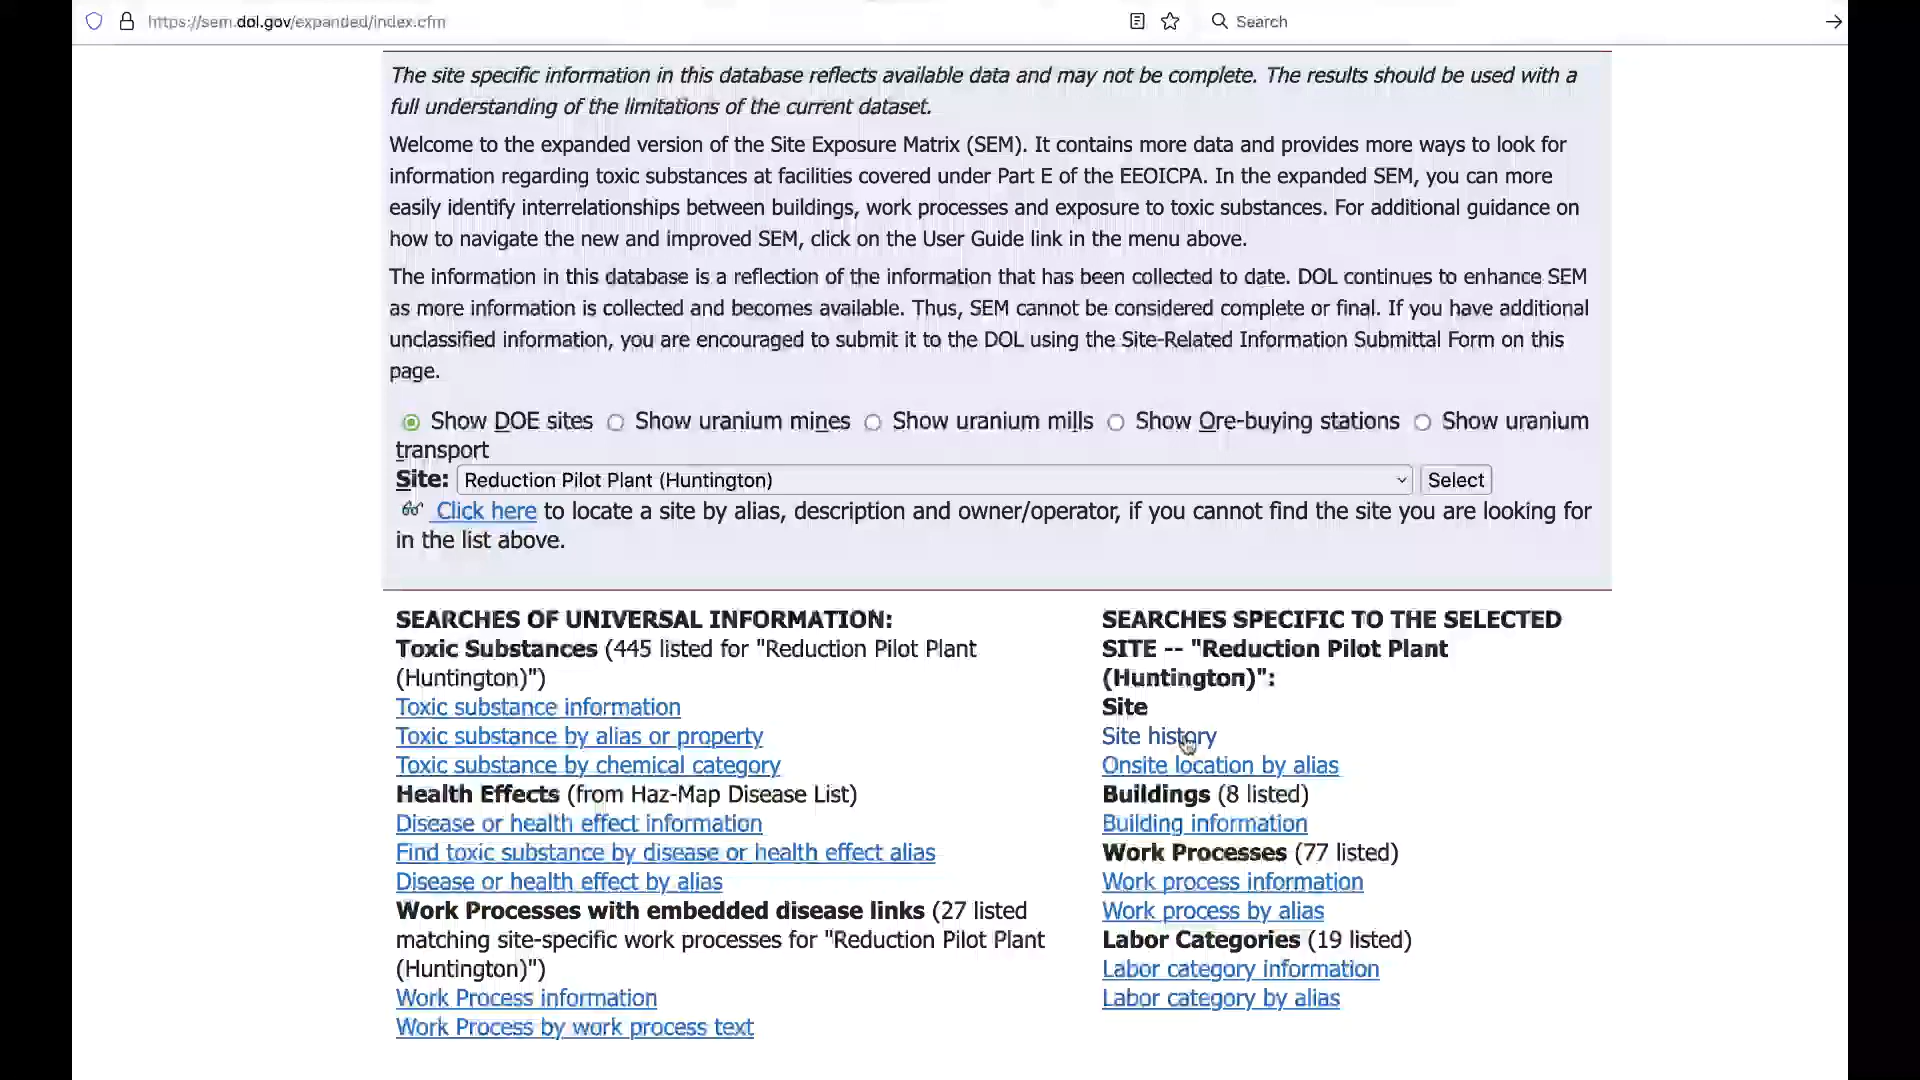 https://sem.dol.gov/expanded/index.cfm
Search
The site specific information in this database reflects available data and may not be complete. The results should be used with a
full understanding of the limitations of the current dataset.
Welcome to the expanded version of the Site Exposure Matrix (SEM). It contains more data and provides more ways to look for
information regarding toxic substances at facilities covered under Part E of the EEOICPA. In the expanded SEM, you can more
easily identify interrelationships between buildings, work processes and exposure to toxic substances. For additional guidance on
how to navigate the new and improved SEM, click on the User Guide link in the menu above.
The information in this database is a reflection of the information that has been collected to date. DOL continues to enhance SEM
as more information is collected and becomes available. Thus, SEM cannot be considered complete or final. If you have additional
unclassified information, you are encouraged to submit it to the DOL using the Site-Related Information Submittal Form on this
page.
Show DOE sites Show uranium mines Show uranium mills Show Ore-buying stations Show uranium
transport
Site: Reduction Pilot Plant (Huntington) Select
Click here to locate a site by alias, description and owner/operator, if you cannot find the site you are looking for
in the list above.
SEARCHES OF UNIVERSAL INFORMATION:
Toxic Substances (445 listed for "Reduction Pilot Plant
(Huntington)")
Toxic substance information
Toxic substance by alias or property
Toxic substance by chemical category
Health Effects (from Haz-Map Disease List)
Disease or health effect information
Find toxic substance by disease or health effect alias
Disease or health effect by alias
Work Processes with embedded disease links (27 listed
matching site-specific work processes for "Reduction Pilot Plant
(Huntington)")
Work Process information
Work Process by work process text
SEARCHES SPECIFIC TO THE SELECTED
SITE -- "Reduction Pilot Plant
(Huntington)":
Site
Site history
Onsite location by alias
Buildings (8 listed)
Building information
Work Processes (77 listed)
Work process information
Work process by alias
Labor Categories (19 listed)
Labor category information
Labor category by alias